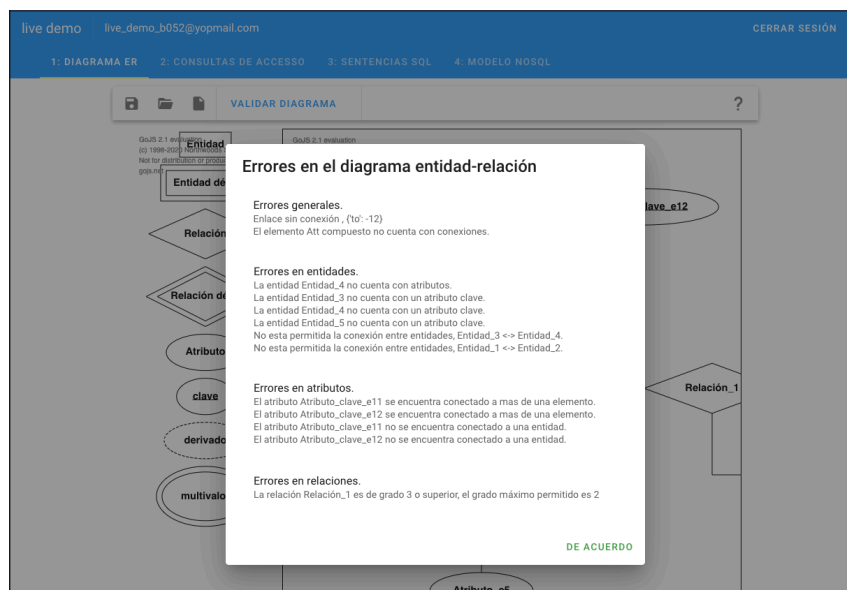 live demo live_demo_b052@yopmail.com CERRAR SESIÓN
1: DIAGRAMA ER 2: CONSULTAS DE ACCESSO 3: SENTENCIAS SQL 4: MODELO NOSQL
VALIDAR DIAGRAMA ?
GoJS 2.1 evaluation
(c) 1998-202
Not for distribution or produ
gojs.net
GoJS 2.1 evaluation
Entidad
Entidad dé
Relación
Relación dé
Atributo
clave
derivado
multivalo
Errores en el diagrama entidad-relación
Errores generales.
Enlace sin conexión , {'to': -12}
El elemento Att compuesto no cuenta con conexiones.
Errores en entidades.
La entidad Entidad_4 no cuenta con atributos.
La entidad Entidad_3 no cuenta con un atributo clave.
La entidad Entidad_4 no cuenta con un atributo clave.
La entidad Entidad_5 no cuenta con un atributo clave.
No esta permitida la conexión entre entidades, Entidad_3 <-> Entidad_4.
No esta permitida la conexión entre entidades, Entidad_1 <-> Entidad_2.
Errores en atributos.
El atributo Atributo_clave_e11 se encuentra conectado a mas de una elemento.
El atributo Atributo_clave_e12 se encuentra conectado a mas de una elemento.
El atributo Atributo_clave_e11 no se encuentra conectado a una entidad.
El atributo Atributo_clave_e12 no se encuentra conectado a una entidad.
Errores en relaciones.
La relación Relación_1 es de grado 3 o superior, el grado máximo permitido es 2
DE ACUERDO
lave_e12
Relación_1
Atributo_e5